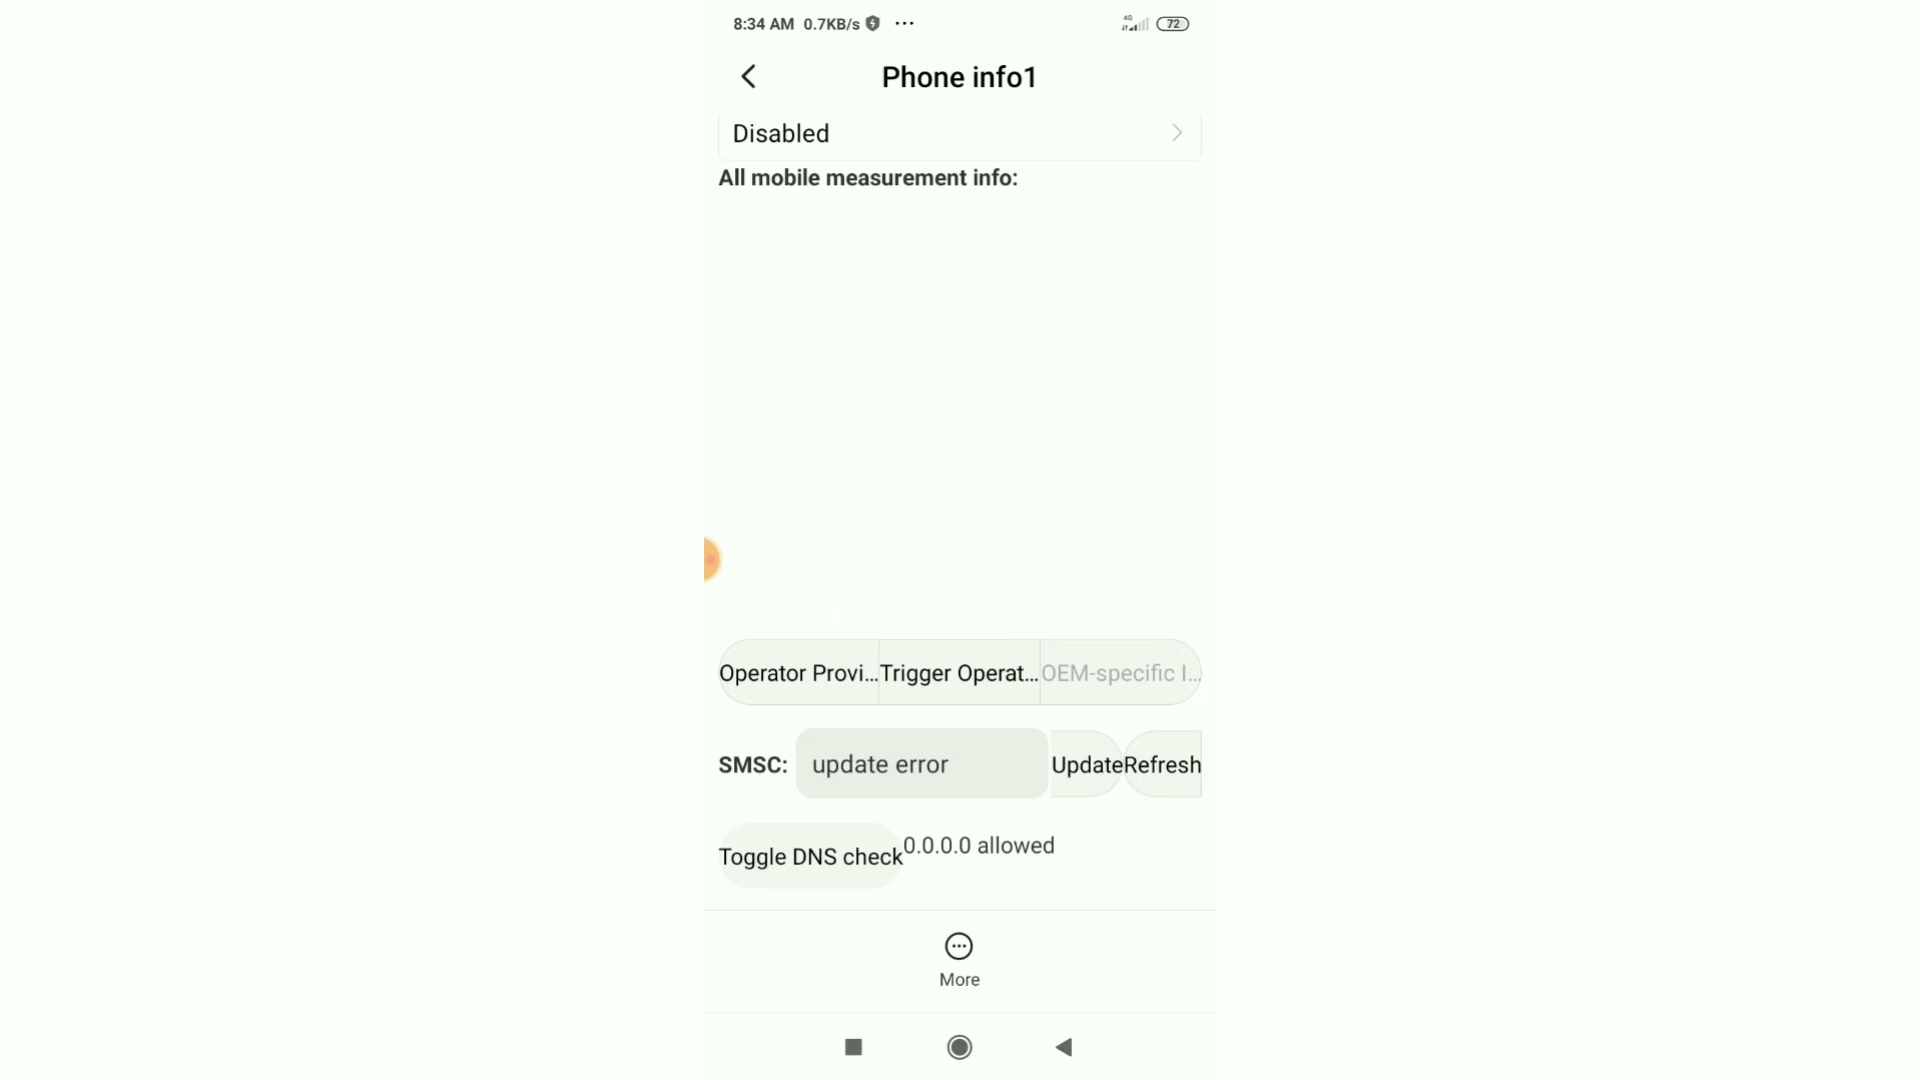 8:34 AM 0.7KB/s ... 4G 72
Phone info1
Disabled
All mobile measurement info:
Operator Provi... Trigger Operat... OEM-specific I...
SMSC: update error Update Refresh
Toggle DNS check 0.0.0.0 allowed
More